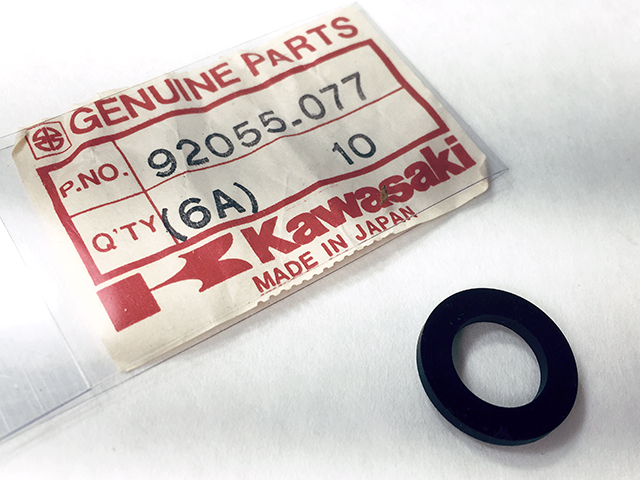 GENUINE PARTS
P.NO. 92055-077
Q'TY (6A) 10
Kawasaki
MADE IN JAPAN